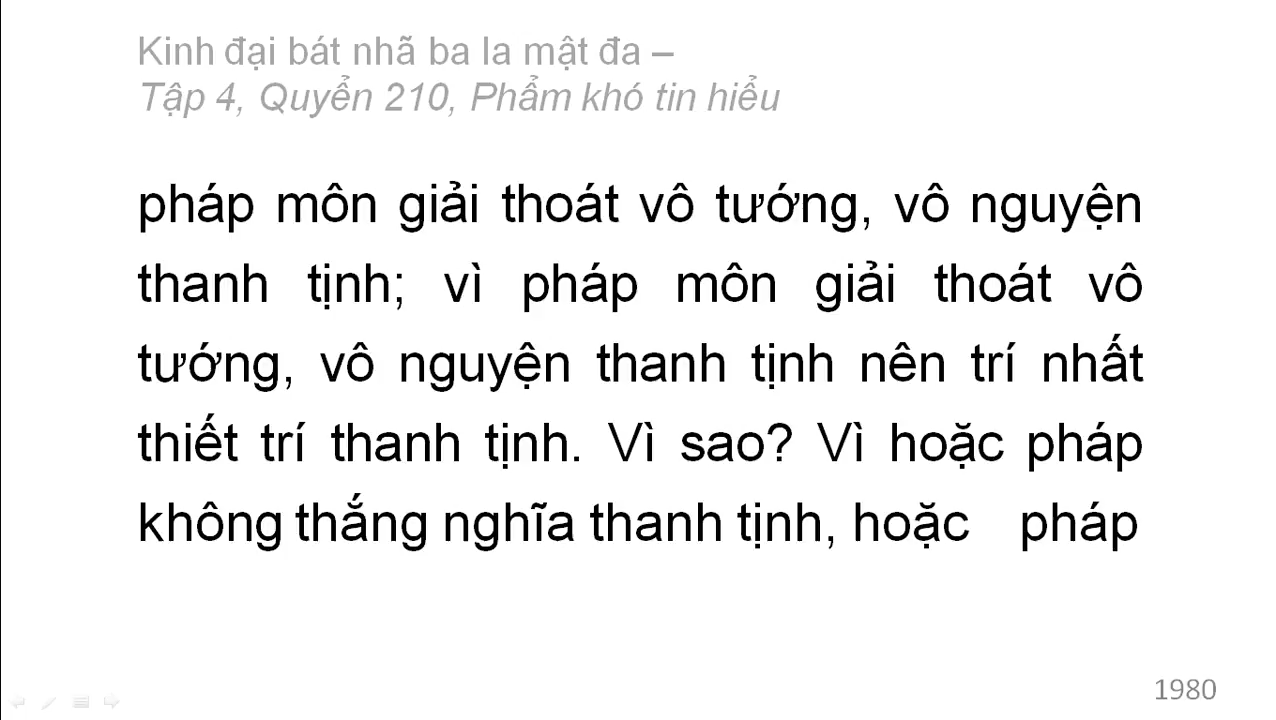 Kinh đại bát nhã ba la mật đa –
Tập 4, Quyển 210, Phẩm khó tin hiểu
pháp môn giải thoát vô tướng, vô nguyện
thanh tịnh; vì pháp môn giải thoát vô
tướng, vô nguyện thanh tịnh nên trí nhất
thiết trí thanh tịnh. Vì sao? Vì hoặc pháp
không thắng nghĩa thanh tịnh, hoặc pháp
1980